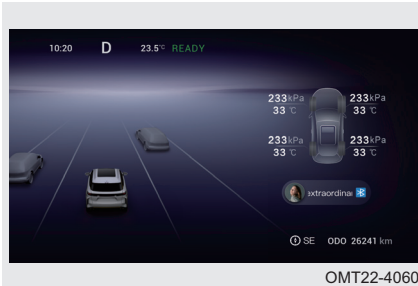 10:20 D 23.5℃ READY
233kPa 233kPa
33 ℃ 33 ℃
233kPa 233kPa
33 ℃ 33 ℃
extraordinar
SE ODO 26241 km
OMT22-4060